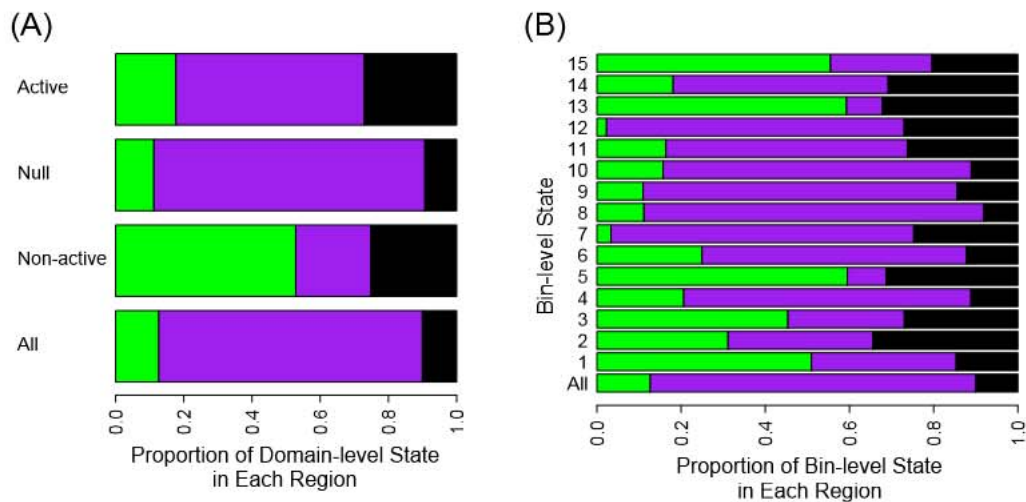 (A)
Active
Null
Non-active
All
0.0 0.2 0.4 0.6 0.8 1.0
Proportion of Domain-level State
in Each Region
(B)
Bin-level State
15
14
13
12
11
10
9
8
7
6
5
4
3
2
1
All
0.0 0.2 0.4 0.6 0.8 1.0
Proportion of Bin-level State
in Each Region